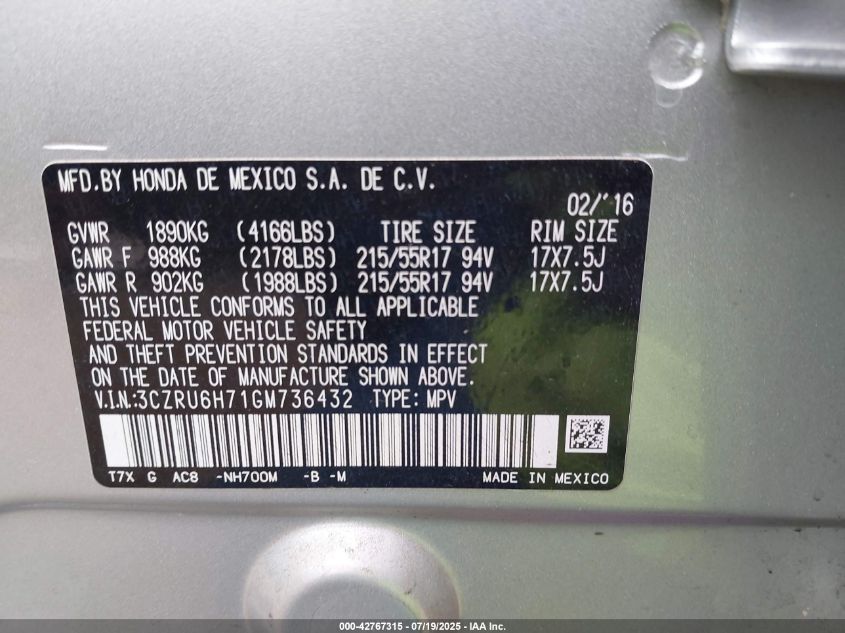 MFD.BY HONDA DE MEXICO S.A. DE C.V.
02/'16
GVWR 1890KG (4166LBS) TIRE SIZE RIM SIZE
GAWR F 988KG (2178LBS) 215/55R17 94V 17X7.5J
GAWR R 902KG (1988LBS) 215/55R17 94V 17X7.5J
THIS VEHICLE CONFORMS TO ALL APPLICABLE
FEDERAL MOTOR VEHICLE SAFETY
AND THEFT PREVENTION STANDARDS IN EFFECT
ON THE DATE OF MANUFACTURE SHOWN ABOVE.
V.I.N.:3CZRU6H71GM736432 TYPE: MPV
T7X G AC8 -NH700M -B -M MADE IN MEXICO
000-42767315 - 07/19/2025 - IAA Inc.